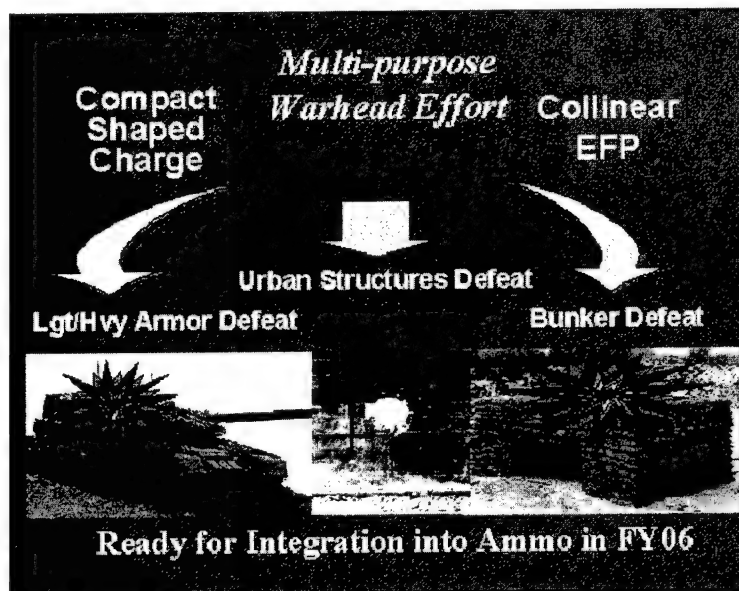 Multi-purpose
Warhead Effort
Compact
Shaped
Charge
Collinear
EFP
Urban Structures Defeat
Lgt/Hvy Armor Defeat
Bunker Defeat
Ready for Integration into Ammo in FY06